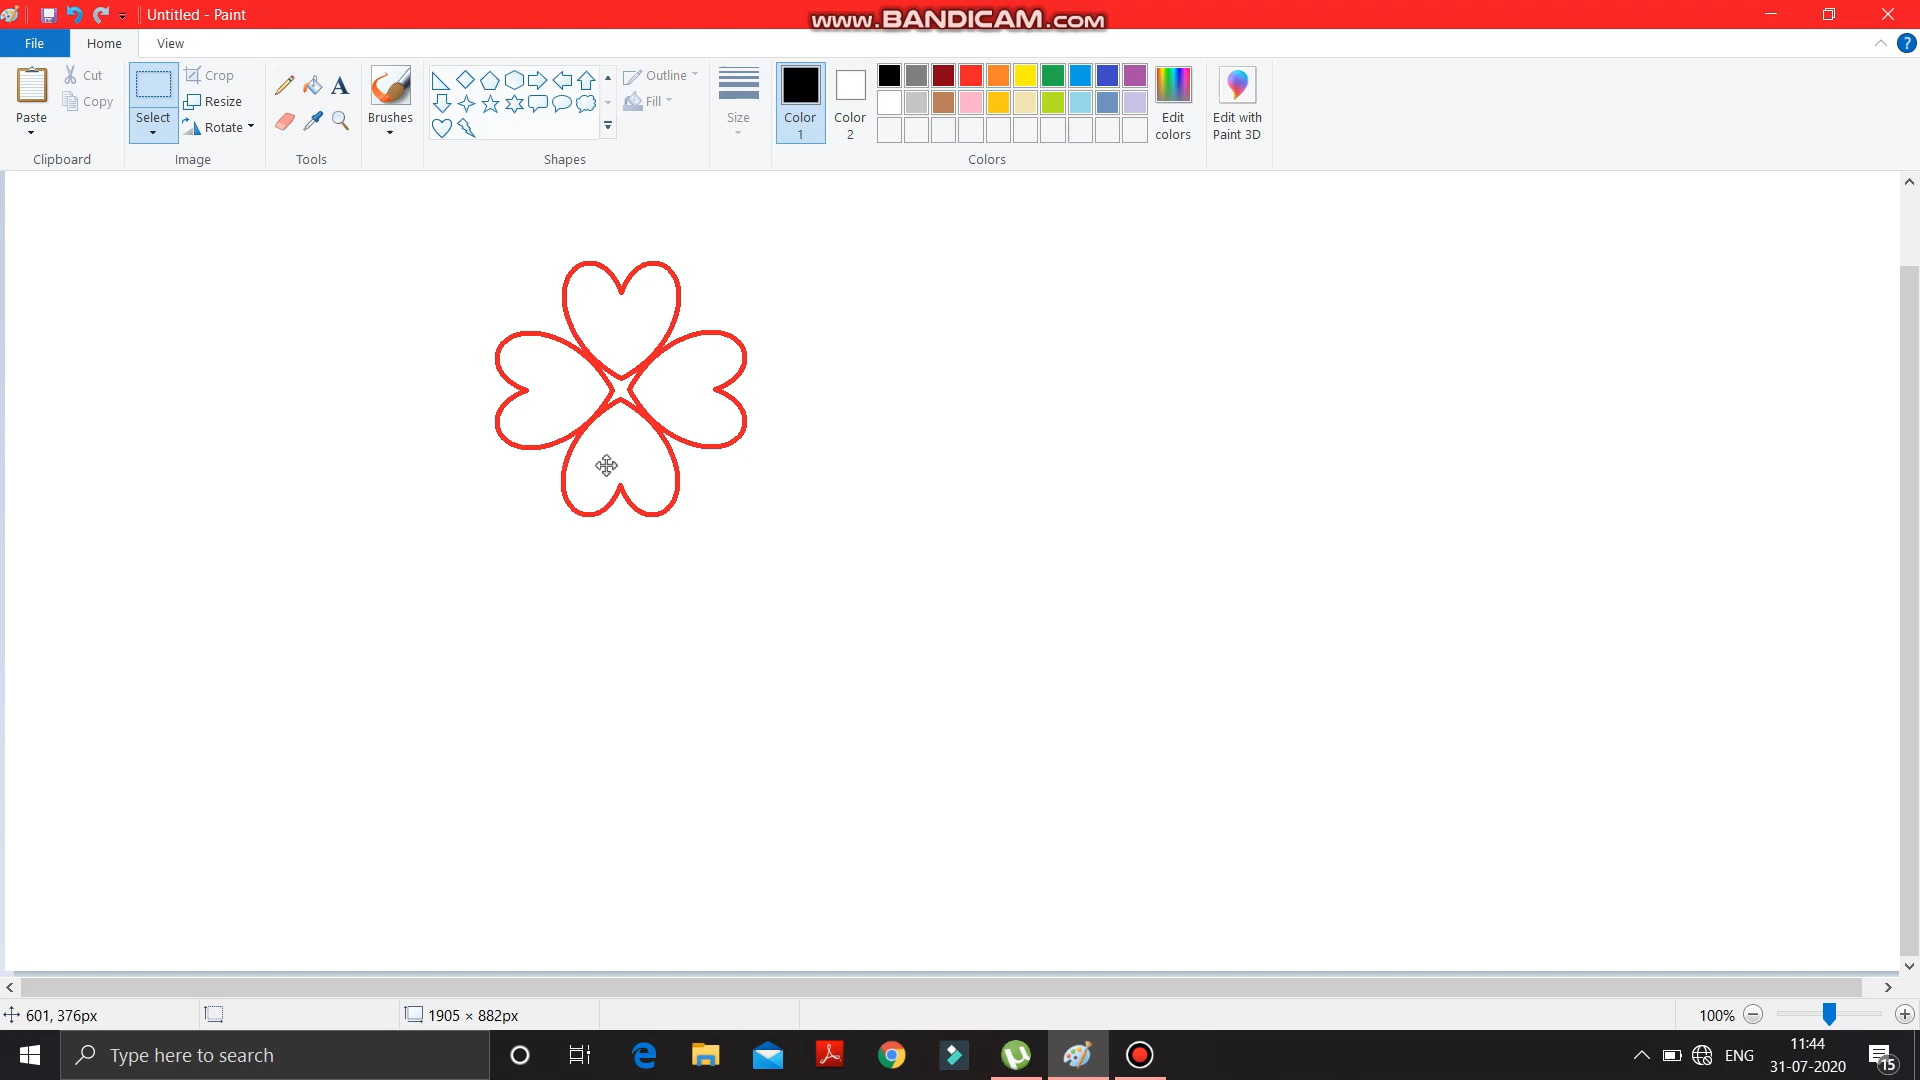 Untitled - Paint
www.BANDICAM.com
File Home View
Paste
Cut
Copy
Clipboard
Select
Crop
Resize
Rotate
Image
A
Tools
Brushes
Shapes
Outline
Fill
Size
Color
1
Color
2
Colors
Edit
colors
Edit with
Paint 3D
?
601, 376px
1905 × 882px
100%
Type here to search
ENG
11:44
31-07-2020
15